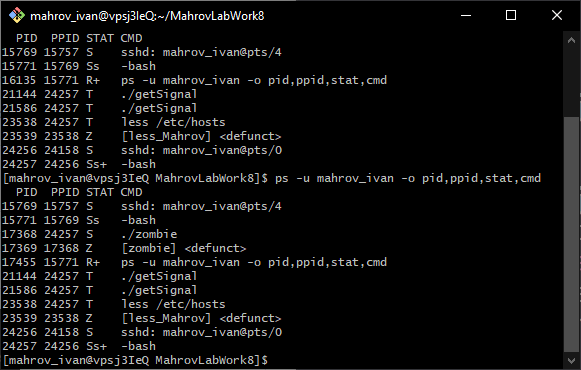 mahrov_ivan@vpsj3IeQ:~/MahrovLabWork8
  PID  PPID STAT CMD
15769 15757 S    sshd: mahrov_ivan@pts/4
15771 15769 Ss   -bash
16135 15771 R+   ps -u mahrov_ivan -o pid,ppid,stat,cmd
21144 24257 T    ./getSignal
21586 24257 T    ./getSignal
23538 24257 T    less /etc/hosts
23539 23538 Z    [less_Mahrov] <defunct>
24256 24158 S    sshd: mahrov_ivan@pts/0
24257 24256 Ss+  -bash
[mahrov_ivan@vpsj3IeQ MahrovLabWork8]$ ps -u mahrov_ivan -o pid,ppid,stat,cmd
  PID  PPID STAT CMD
15769 15757 S    sshd: mahrov_ivan@pts/4
15771 15769 Ss   -bash
17368 24257 S    ./zombie
17369 17368 Z    [zombie] <defunct>
17455 15771 R+   ps -u mahrov_ivan -o pid,ppid,stat,cmd
21144 24257 T    ./getSignal
21586 24257 T    ./getSignal
23538 24257 T    less /etc/hosts
23539 23538 Z    [less_Mahrov] <defunct>
24256 24158 S    sshd: mahrov_ivan@pts/0
24257 24256 Ss+  -bash
[mahrov_ivan@vpsj3IeQ MahrovLabWork8]$